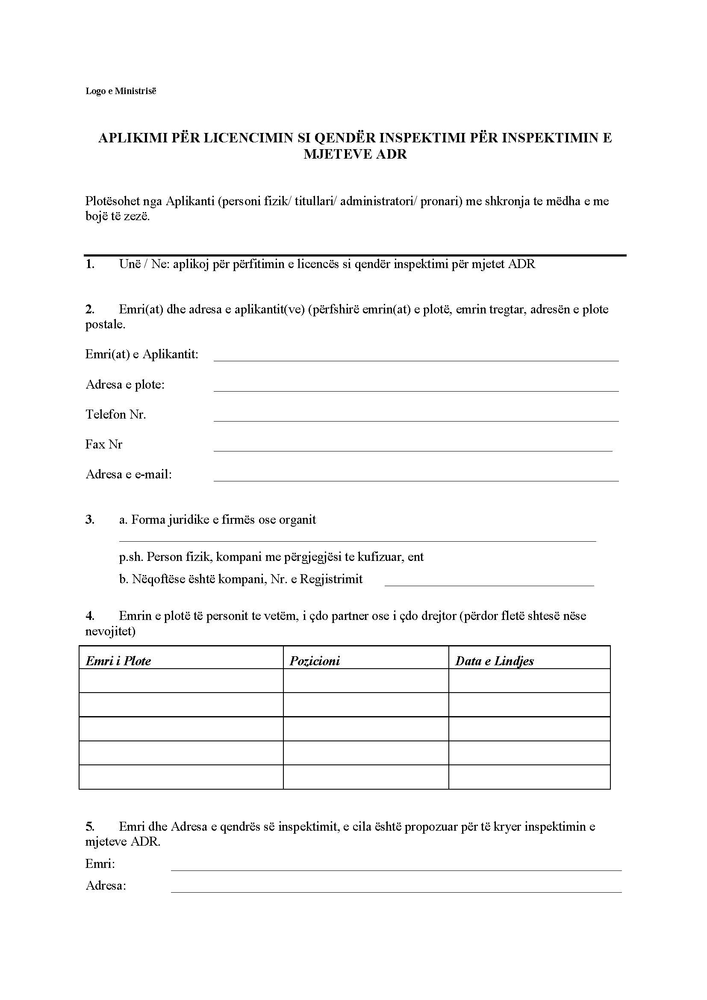 Logo e Ministrisë
APLIKIMI PËR LICENCIMIN SI QENDËR INSPEKTIMI PËR INSPEKTIMIN E
MJETEVE ADR
Plotësohet nga Aplikanti (personi fizik/ titullari/ administratori/ pronari) me shkronja te mëdha e me
bojë të zezë.
1. Unë / Ne: aplikoj për përfitimin e licencës si qendër inspektimi për mjetet ADR
2. Emri(at) dhe adresa e aplikantit(ve) (përfshirë emrin(at) e plotë, emrin tregtar, adresën e plote
postale.
Emri(at) e Aplikantit:
Adresa e plote:
Telefon Nr.
Fax Nr
Adresa e e-mail:
3. a. Forma juridike e firmës ose organit
p.sh. Person fizik, kompani me përgjegjësi te kufizuar, ent
b. Nëqoftëse është kompani, Nr. e Regjistrimit
4. Emrin e plotë të personit te vetëm, i çdo partner ose i çdo drejtor (përdor fletë shtesë nëse
nevojitet)
Emri i Plote Pozicioni Data e Lindjes
5. Emri dhe Adresa e qendrës së inspektimit, e cila është propozuar për të kryer inspektimin e
mjeteve ADR.
Emri:
Adresa: